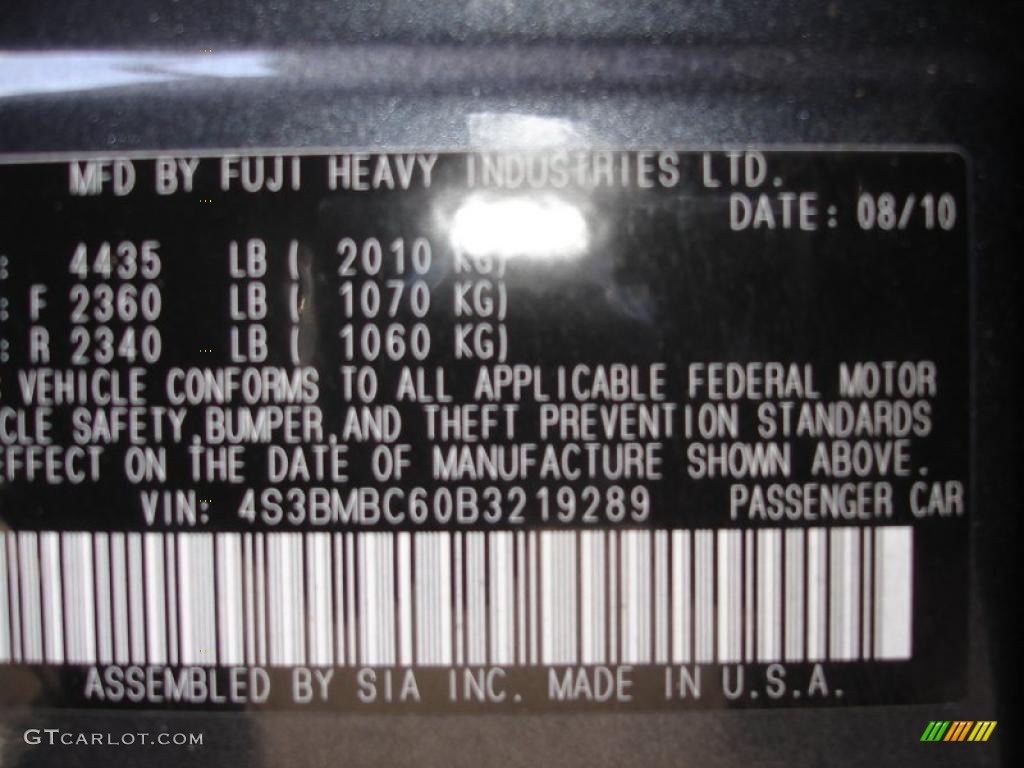 MFD BY FUJI HEAVY INDUSTRIES LTD.
DATE: 08/10
: 4435 LB ( 2010 KG)
: F 2360 LB ( 1070 KG)
: R 2340 LB ( 1060 KG)
VEHICLE CONFORMS TO ALL APPLICABLE FEDERAL MOTOR
CLE SAFETY,BUMPER,AND THEFT PREVENTION STANDARDS
EFFECT ON THE DATE OF MANUFACTURE SHOWN ABOVE.
VIN: 4S3BMBC60B3219289 PASSENGER CAR
ASSEMBLED BY SIA INC. MADE IN U.S.A.
GTCARLOT.COM